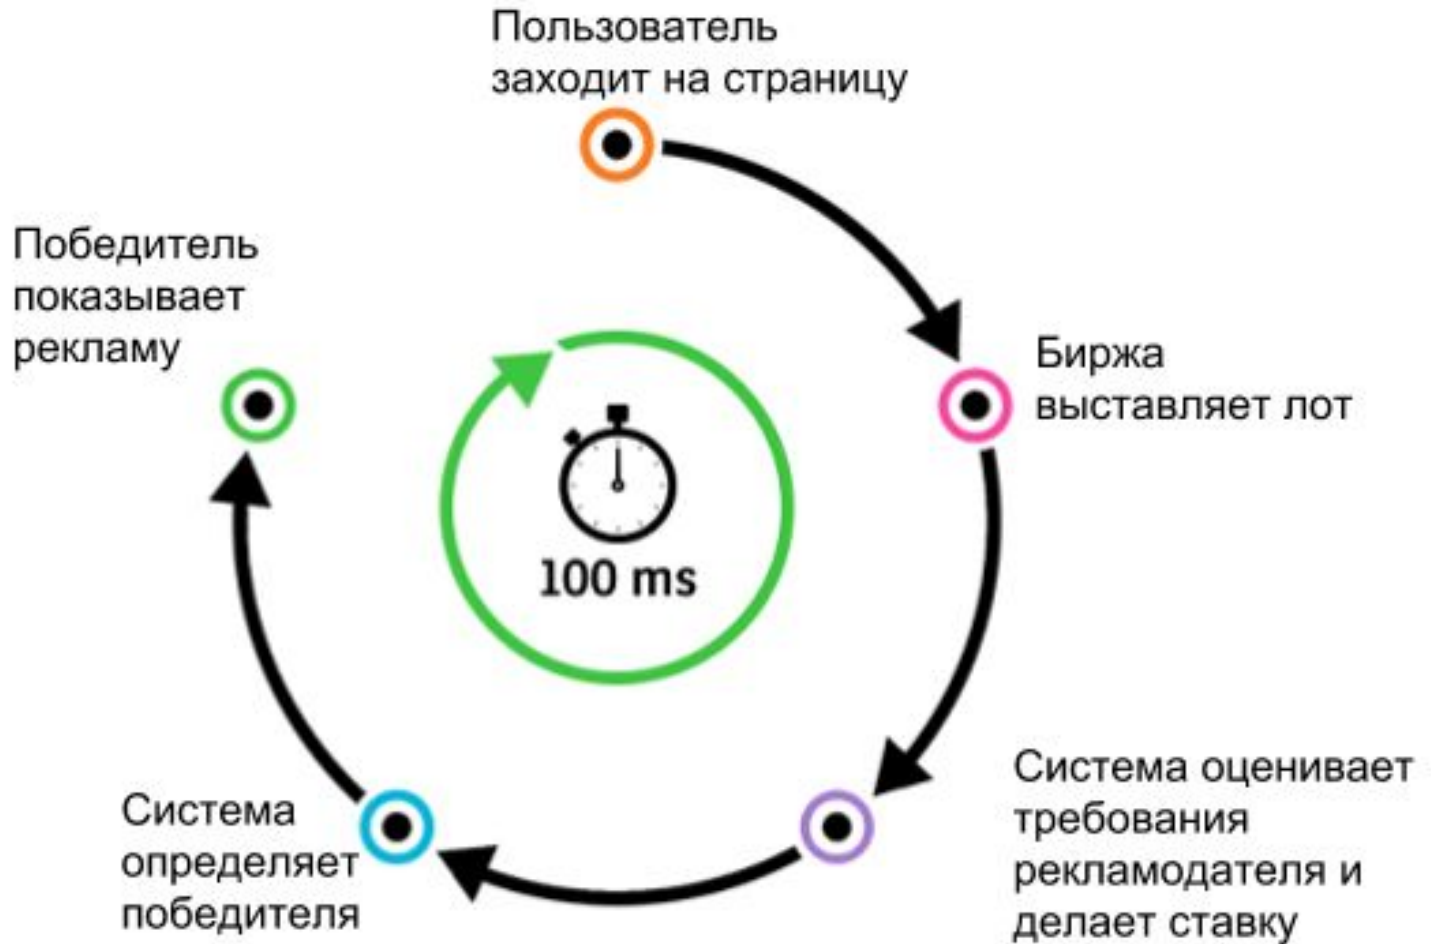 Пользователь
заходит на страницу
Биржа
выставляет лот
Система оценивает
требования
рекламодателя и
делает ставку
Система
определяет
победителя
Победитель
показывает
рекламу
100 ms